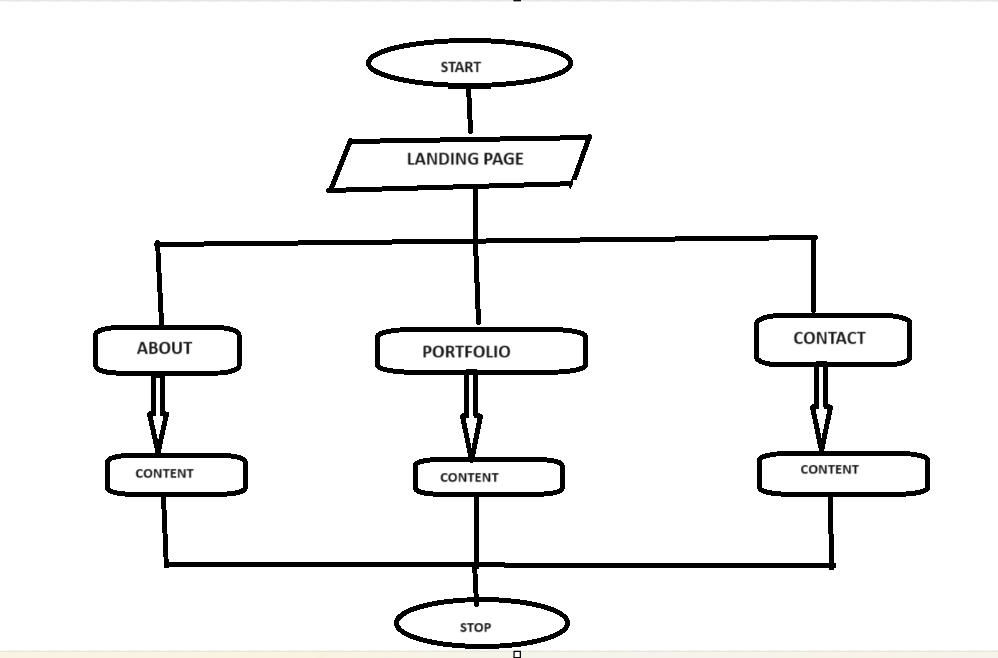 START
LANDING PAGE
ABOUT
PORTFOLIO
CONTACT
CONTENT
CONTENT
CONTENT
STOP